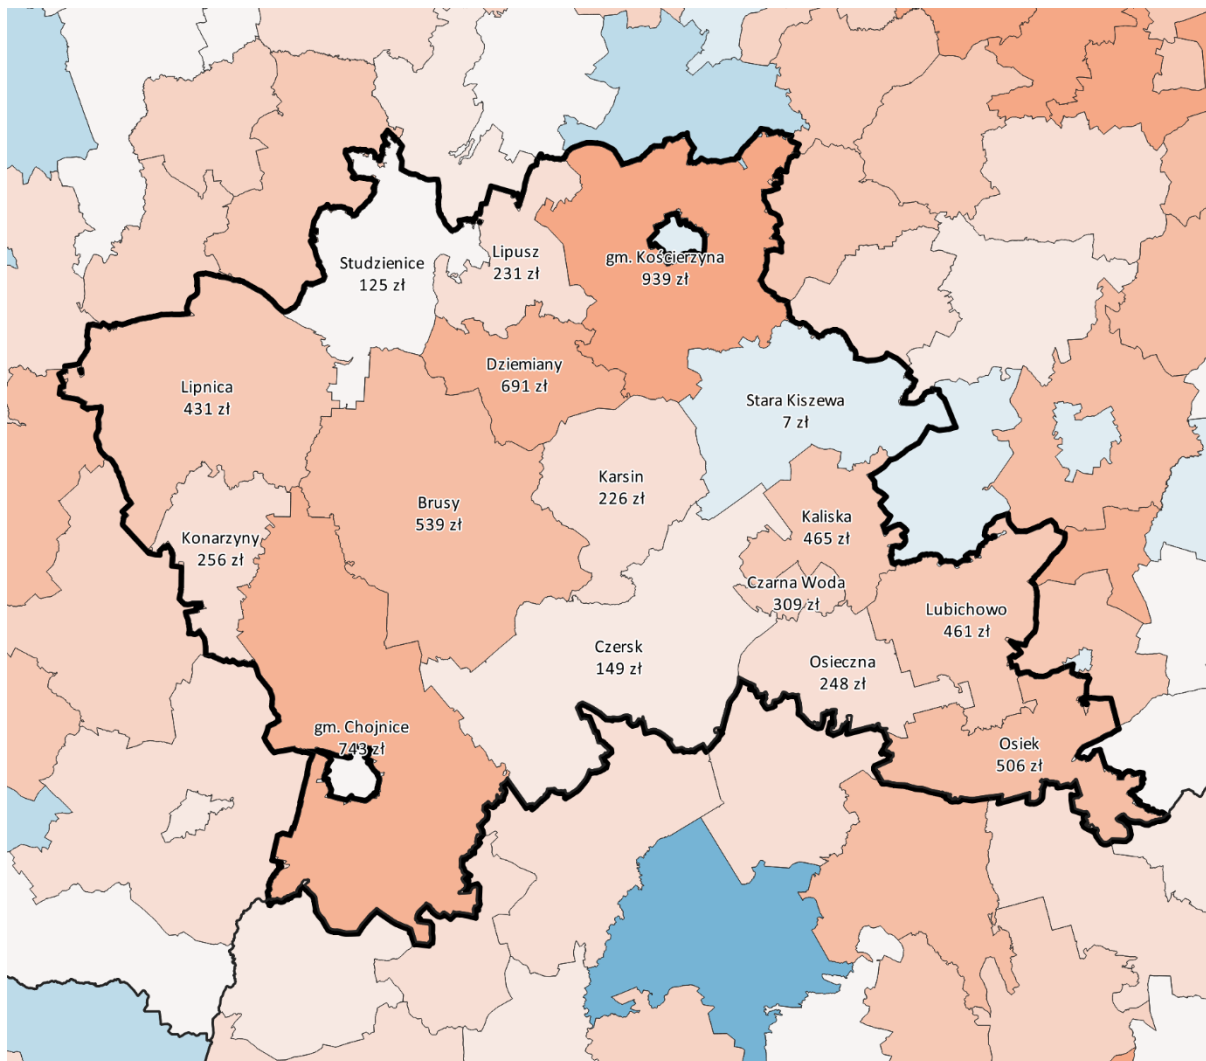 Lipusz
231 zł
Studzienice
125 zł
gm. Kościerzyna
939 zł
Dziemiany
691 zł
Lipnica
431 zł
Stara Kiszewa
7 zł
Karsin
226 zł
Brusy
539 zł
Kaliska
465 zł
Konarzyny
256 zł
Czarna Woda
309 zł
Lubichowo
461 zł
Czersk
149 zł
Osieczna
248 zł
gm. Chojnice
743 zł
Osiek
506 zł